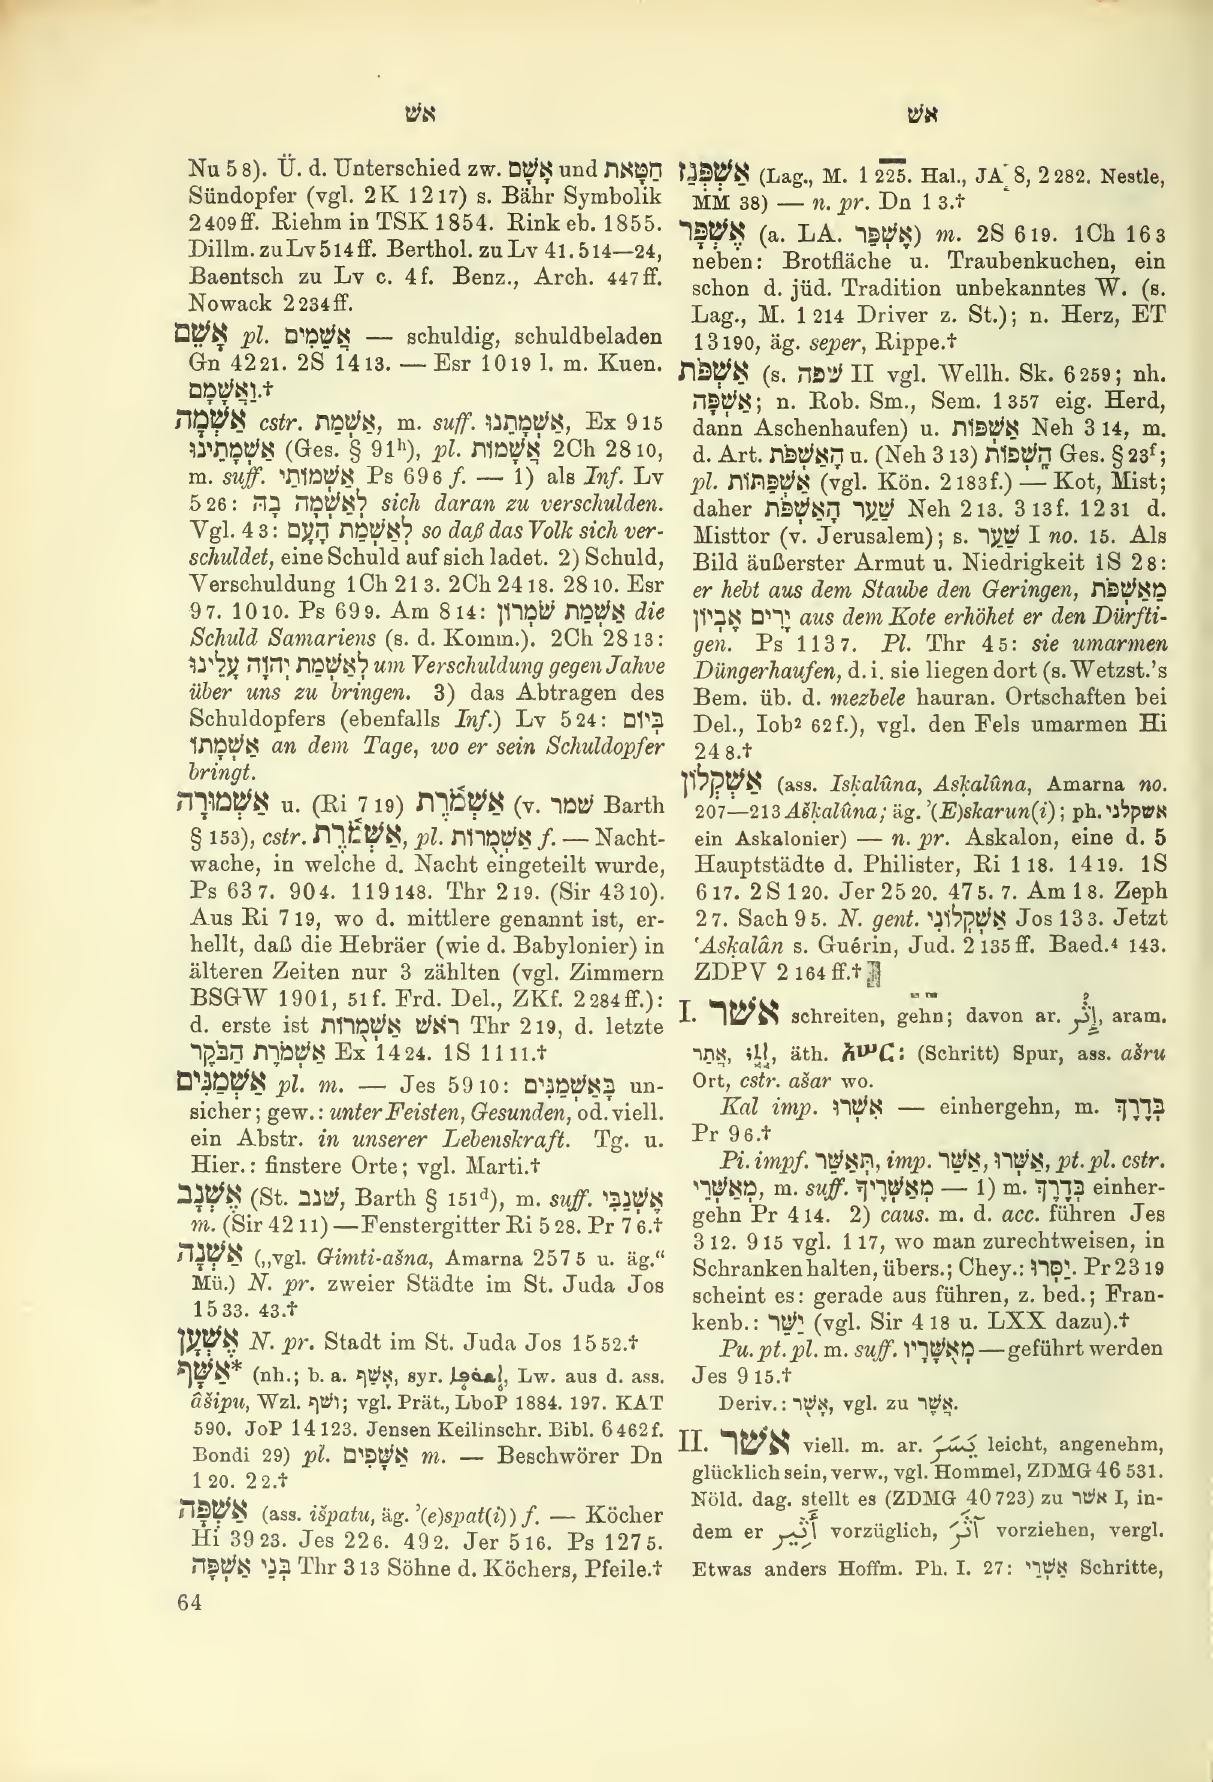 אשׁ
אשׁ
Nu 5 8). Ü. d. Unterschied zw. אָשָׁם und חַטָּאת
Sündopfer (vgl. 2 K 12 17) s. Bähr Symbolik
2 409 ff. Riehm in TSK 1854. Rink eb. 1855.
Dillm. zu Lv 5 14 ff. Berthol. zu Lv 4 1. 5 14—24,
Baentsch zu Lv c. 4 f. Benz., Arch. 447 ff.
Nowack 2 234 ff.
אָשֵׁם pl. אֲשֵׁמִים — schuldig, schuldbeladen
Gn 42 21. 2S 14 13. — Esr 10 19 l. m. Kuen.
וַאֲשָׁמָם.†
אַשְׁמָה cstr. אַשְׁמַת, m. suff. אַשְׁמָתֵנוּ, Ex 9 15
אַשְׁמָתֵינוּ (Ges. § 91ʰ), pl. אֲשָׁמוֹת 2Ch 28 10,
m. suff. אַשְׁמוֹתַי Ps 69 6 f. — 1) als Inf. Lv
5 26: לְאַשְׁמָה בָהּ sich daran zu verschulden.
Vgl. 4 3: לְאַשְׁמַת הָעָם so daß das Volk sich ver-
schuldet, eine Schuld auf sich ladet. 2) Schuld,
Verschuldung 1 Ch 21 3. 2Ch 24 18. 28 10. Esr
9 7. 10 10. Ps 69 9. Am 8 14: אַשְׁמַת שֹׁמְרוֹן die
Schuld Samariens (s. d. Komm.). 2Ch 28 13:
לְאַשְׁמַת יְהוָֹה עָלֵינוּ um Verschuldung gegen Jahve
über uns zu bringen. 3) das Abtragen des
Schuldopfers (ebenfalls Inf.) Lv 5 24: בְּיוֹם
אַשְׁמָתוֹ an dem Tage, wo er sein Schuldopfer
bringt.
אַשְׁמוּרָה u. (Ri 7 19) אַשְׁמֹרֶת (v. שׁמר Barth
§ 153), cstr. אַשְׁמֹרֶת, pl. אַשְׁמֻרוֹת f. — Nacht-
wache, in welche d. Nacht eingeteilt wurde,
Ps 63 7. 90 4. 119 148. Thr 2 19. (Sir 43 10).
Aus Ri 7 19, wo d. mittlere genannt ist, er-
hellt, daß die Hebräer (wie d. Babylonier) in
älteren Zeiten nur 3 zählten (vgl. Zimmern
BSGW 1901, 51 f. Frd. Del., ZKf. 2 284 ff.):
d. erste ist רֹאשׁ אַשְׁמֻרוֹת Thr 2 19, d. letzte
אַשְׁמֹרֶת הַבֹּקֶר Ex 14 24. 1S 11 11.†
אַשְׁמַנִּים pl. m. — Jes 59 10: בָּאַשְׁמַנִּים un-
sicher; gew.: unter Feisten, Gesunden, od. viell.
ein Abstr. in unserer Lebenskraft. Tg. u.
Hier.: finstere Orte; vgl. Marti.†
אֶשְׁנָב (St. שׁנב, Barth § 151ᵈ), m. suff. אֶשְׁנַבִּי
m. (Sir 42 11) — Fenstergitter Ri 5 28. Pr 7 6.†
אַשְׁנָה („vgl. Gimti-ašna, Amarna 257 5 u. äg.“
Mü.) N. pr. zweier Städte im St. Juda Jos
15 33. 43.†
אֶשְׁעָן N. pr. Stadt im St. Juda Jos 15 52.†
*אַשָּׁף (nh.; b. a. אָשַׁף, syr. Lw. aus d. ass.
âšipu, Wzl. ושׁף; vgl. Prät., LboP 1884. 197. KAT
590. JoP 14 123. Jensen Keilinschr. Bibl. 6 462 f.
Bondi 29) pl. אַשָּׁפִים m. — Beschwörer Dn
1 20. 2 2.†
אַשְׁפָּה (ass. išpatu, äg. ’(e)spat(i)) f. — Köcher
Hi 39 23. Jes 22 6. 49 2. Jer 5 16. Ps 127 5.
בְּנֵי אַשְׁפָּה Thr 3 13 Söhne d. Köchers, Pfeile.†
64
אַשְׁפְּנַז (Lag., M. 1 225. Hal., JA 8, 2 282. Nestle,
MM 38) — n. pr. Dn 1 3.†
אֶשְׁפָּר (a. LA. אֶשְׁפַּר) m. 2S 6 19. 1Ch 16 3
neben: Brotfläche u. Traubenkuchen, ein
schon d. jüd. Tradition unbekanntes W. (s.
Lag., M. 1 214 Driver z. St.); n. Herz, ET
13 190, äg. seper, Rippe.†
אַשְׁפֹּת (s. שׁפה II vgl. Wellh. Sk. 6 259; nh.
אַשְׁפָּה; n. Rob. Sm., Sem. 1 357 eig. Herd,
dann Aschenhaufen) u. אַשְׁפּוֹת Neh 3 14, m.
d. Art. הָאַשְׁפֹּת u. (Neh 3 13) הָשֲׁפוֹת Ges. § 23ᶠ;
pl. אַשְׁפַּתּוֹת (vgl. Kön. 2 183 f.) — Kot, Mist;
daher שַׁעַר הָאַשְׁפֹּת Neh 2 13. 3 13 f. 12 31 d.
Misttor (v. Jerusalem); s. שַׁעַר I no. 15. Als
Bild äußerster Armut u. Niedrigkeit 1S 2 8:
er hebt aus dem Staube den Geringen, מֵאַשְׁפֹּת
יָרִים אֶבְיוֹן aus dem Kote erhöhet er den Dürfti-
gen. Ps 113 7. Pl. Thr 4 5: sie umarmen
Düngerhaufen, d. i. sie liegen dort (s. Wetzst.’s
Bem. üb. d. mezbele hauran. Ortschaften bei
Del., Iob² 62 f.), vgl. den Fels umarmen Hi
24 8.†
אַשְׁקְלוֹן (ass. Isḳalûna, Asḳalûna, Amarna no.
207—213 Aškalûna; äg. ’(E)skarun(i); ph. אשקלני
ein Askalonier) — n. pr. Askalon, eine d. 5
Hauptstädte d. Philister, Ri 1 18. 14 19. 1S
6 17. 2 S 1 20. Jer 25 20. 47 5. 7. Am 1 8. Zeph
2 7. Sach 9 5. N. gent. אַשְׁקְלוֹנִי Jos 13 3. Jetzt
‘Asḳalân s. Guérin, Jud. 2 135 ff. Baed.⁴ 143.
ZDPV 2 164 ff.†
I. אשׁר schreiten, gehn; davon ar. إِثْر, aram.
אתר, äth. አሠር: (Schritt) Spur, ass. ašru
Ort, cstr. ašar wo.
Kal imp. אִשְׁרוּ — einhergehn, m. בְּדֶרֶךְ
Pr 9 6.†
Pi. impf. תְּאַשֵּׁר, imp. אַשֵּׁר, אַשְּׁרוּ, pt. pl. cstr.
מְאַשְּׁרֵי, m. suff. מְאַשְּׁרֶיךָ — 1) m. בְּדֶרֶךְ einher-
gehn Pr 4 14. 2) caus. m. d. acc. führen Jes
3 12. 9 15 vgl. 1 17, wo man zurechtweisen, in
Schranken halten, übers.; Chey.: יַסְּרוּ. Pr 23 19
scheint es: gerade aus führen, z. bed.; Fran-
kenb.: יַשֵּׁר (vgl. Sir 4 18 u. LXX dazu).†
Pu. pt. pl. m. suff. מְאֻשָּׁרָיו — geführt werden
Jes 9 15.†
Deriv.: אָשֻׁר, vgl. zu אֲשֶׁר.
II. אשׁר viell. m. ar. يَسَرَ leicht, angenehm,
glücklich sein, verw., vgl. Hommel, ZDMG 46 531.
Nöld. dag. stellt es (ZDMG 40 723) zu אשׁר I, in-
dem er أَثِير vorzüglich, آثَرَ vorziehen, vergl.
Etwas anders Hoffm. Ph. I. 27: אַשְׁרֵי Schritte,